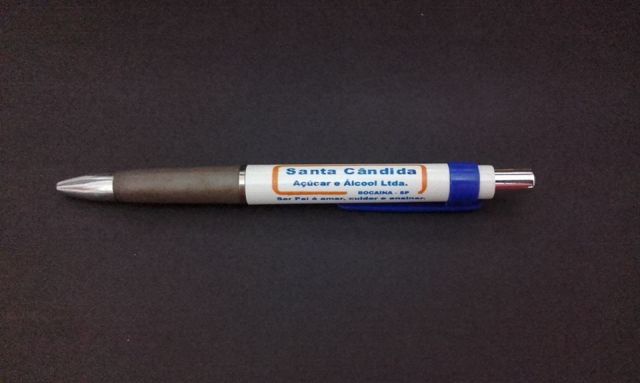 Santa Cândida
Açúcar e Álcool Ltda.
BOCAINA - SP
Ser Pai é amar, cuidar e ensinar.